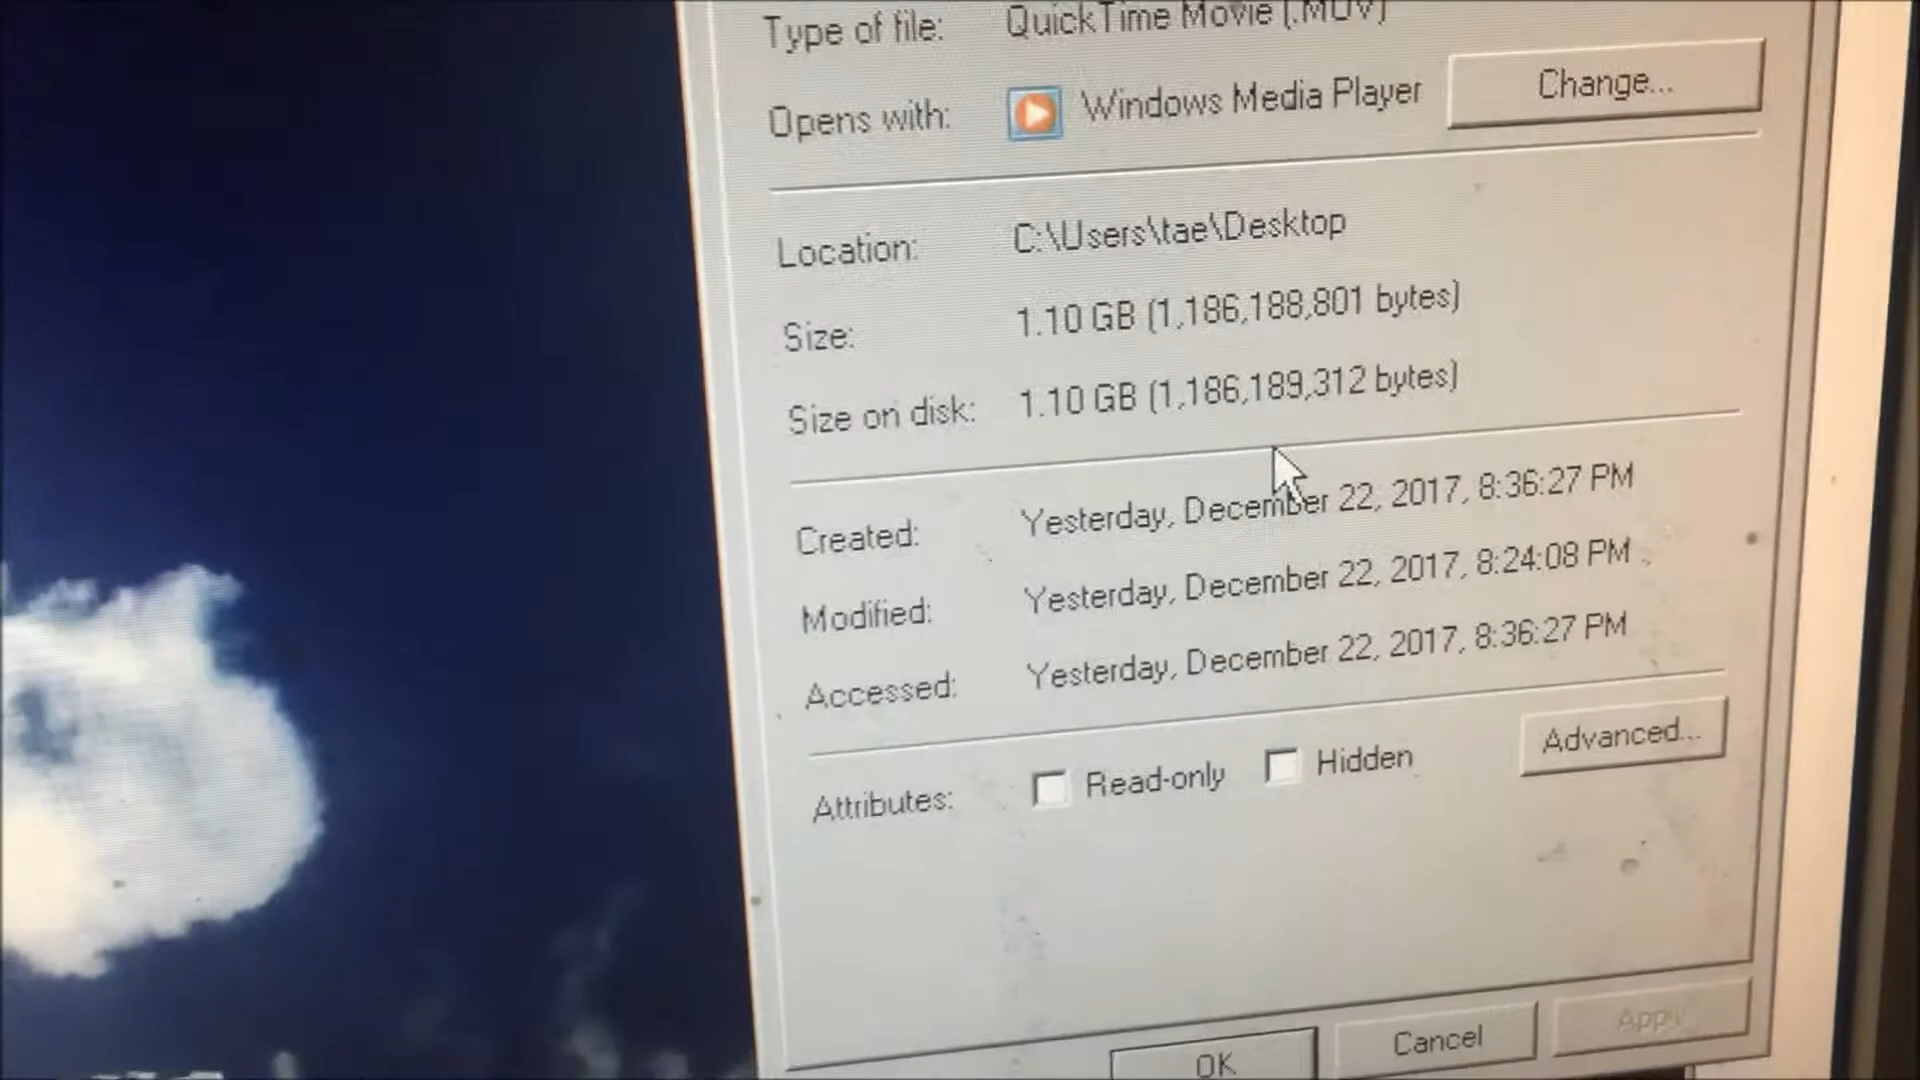 Type of file: QuickTime Movie (.MOV)
Opens with: Windows Media Player Change...
Location: C:\Users\tae\Desktop
Size: 1.10 GB (1,186,188,801 bytes)
Size on disk: 1.10 GB (1,186,189,312 bytes)
Created: Yesterday, December 22, 2017, 8:36:27 PM
Modified: Yesterday, December 22, 2017, 8:24:08 PM
Accessed: Yesterday, December 22, 2017, 8:36:27 PM
Attributes: Read-only Hidden Advanced...
OK Cancel Apply